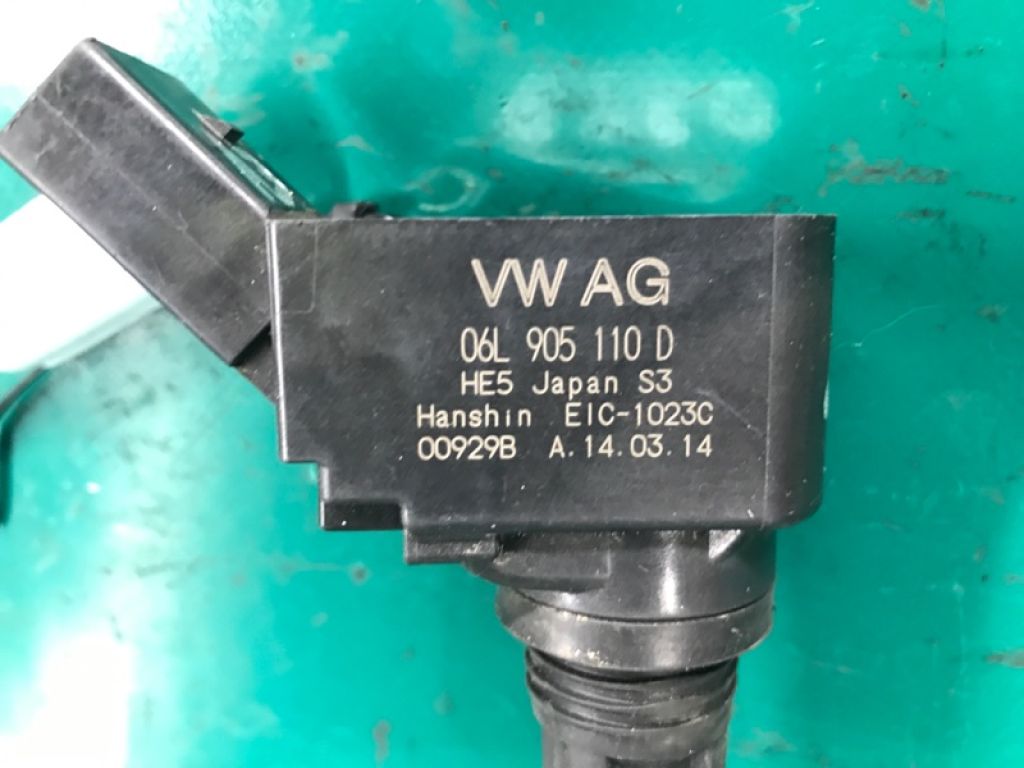 VW AG
06L 905 110 D
HE5 Japan S3
Hanshin EIC-1023C
00929B A.14.03.14